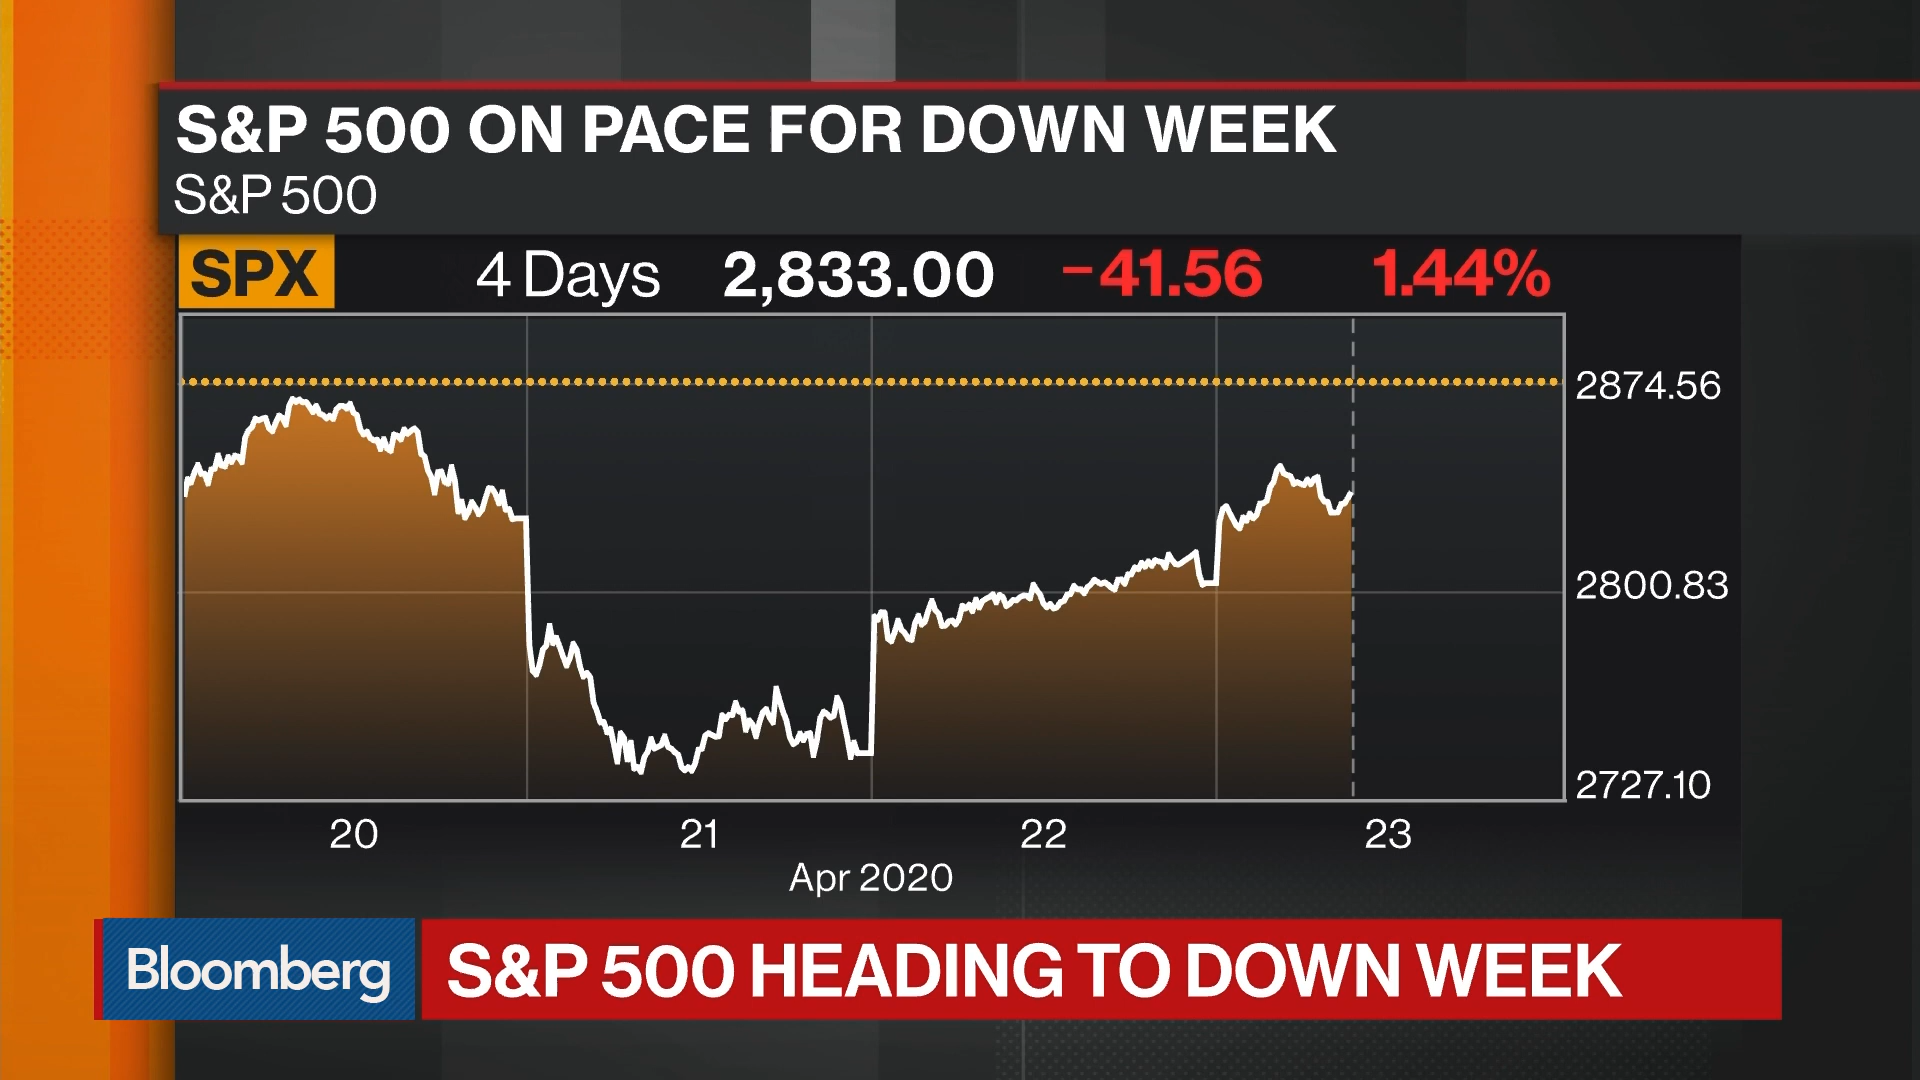 S&P 500 ON PACE FOR DOWN WEEK
S&P 500
SPX 4 Days 2,833.00 −41.56 1.44%
2874.56
2800.83
2727.10
20 21 22 23
Apr 2020
Bloomberg S&P 500 HEADING TO DOWN WEEK